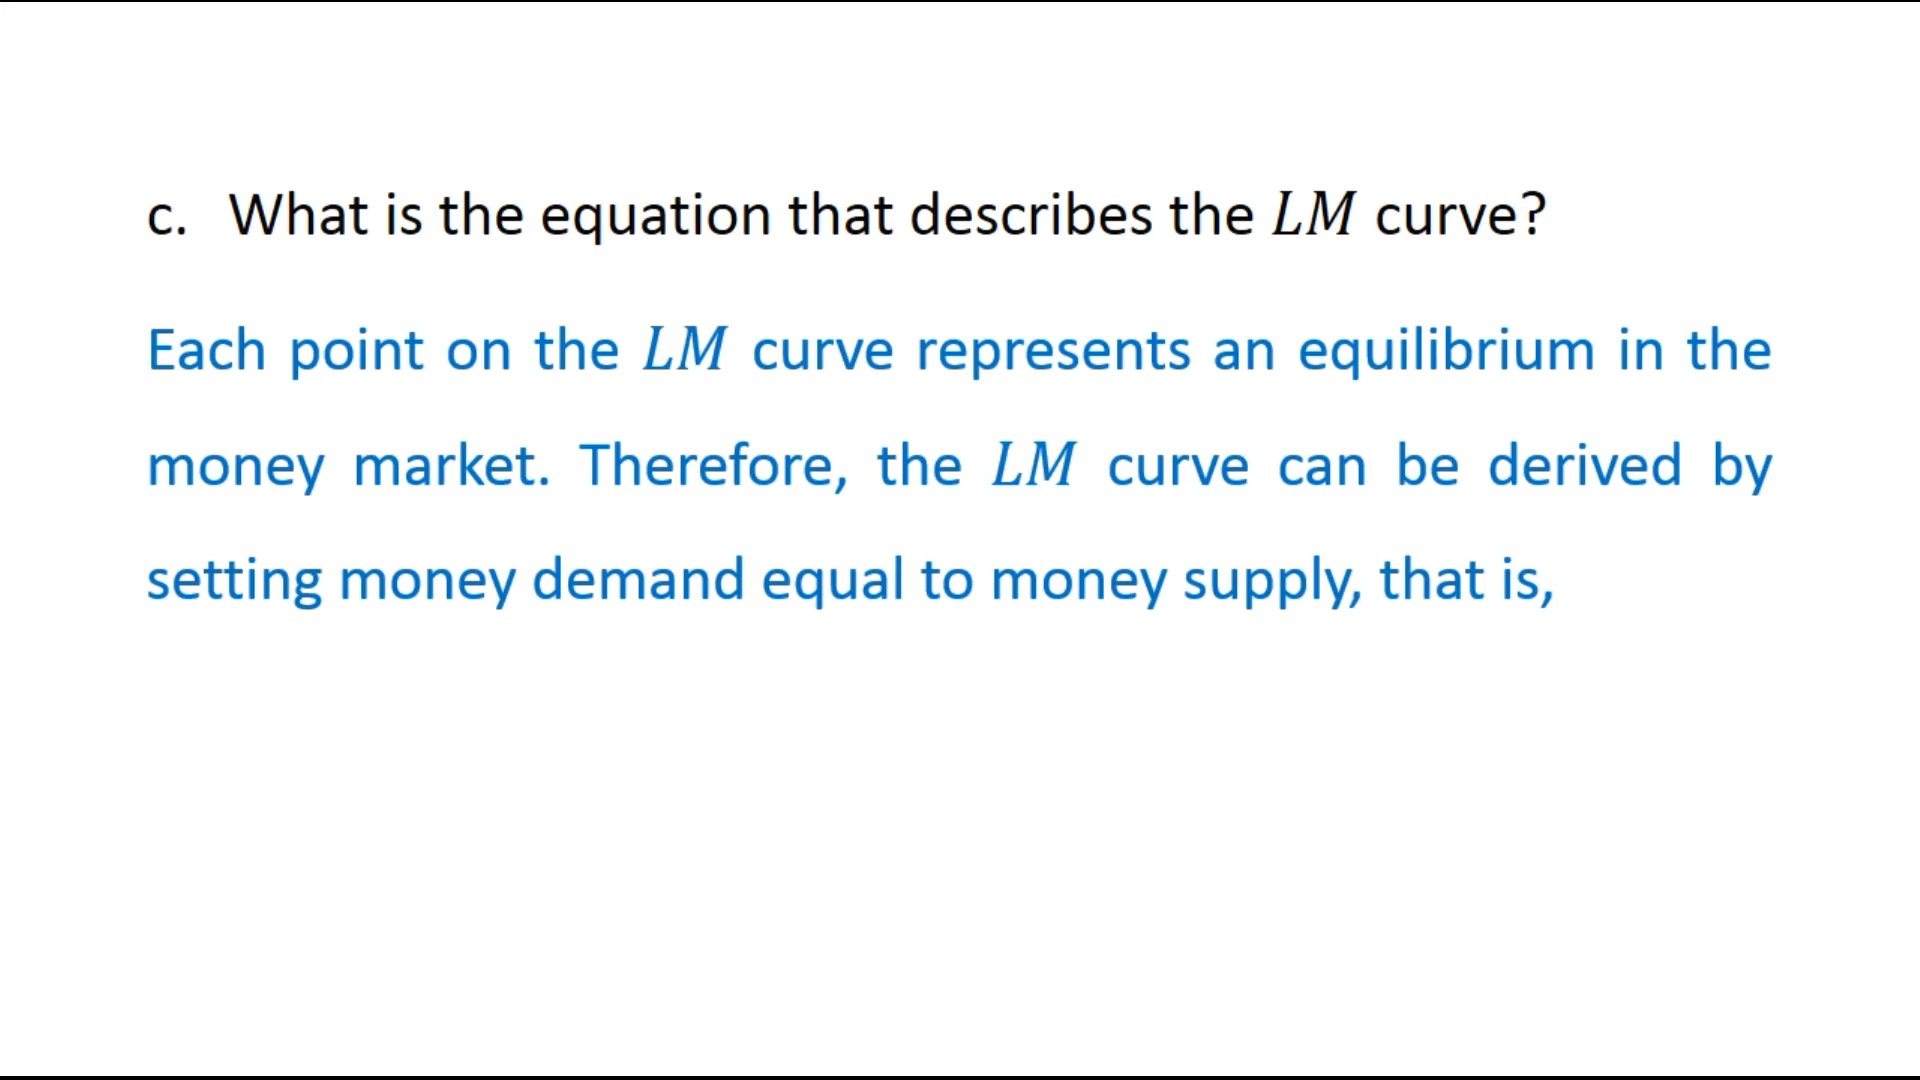 c. What is the equation that describes the LM curve?
Each point on the LM curve represents an equilibrium in the
money market. Therefore, the LM curve can be derived by
setting money demand equal to money supply, that is,